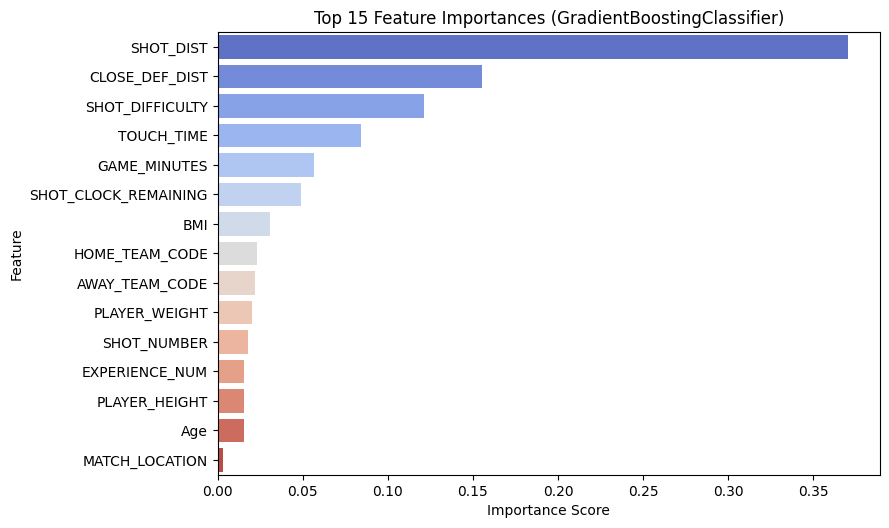 Top 15 Feature Importances (GradientBoostingClassifier)
SHOT_DIST
CLOSE_DEF_DIST
SHOT_DIFFICULTY
TOUCH_TIME
GAME_MINUTES
SHOT_CLOCK_REMAINING
BMI
HOME_TEAM_CODE
AWAY_TEAM_CODE
PLAYER_WEIGHT
SHOT_NUMBER
EXPERIENCE_NUM
PLAYER_HEIGHT
Age
MATCH_LOCATION
Feature
0.00 0.05 0.10 0.15 0.20 0.25 0.30 0.35
Importance Score